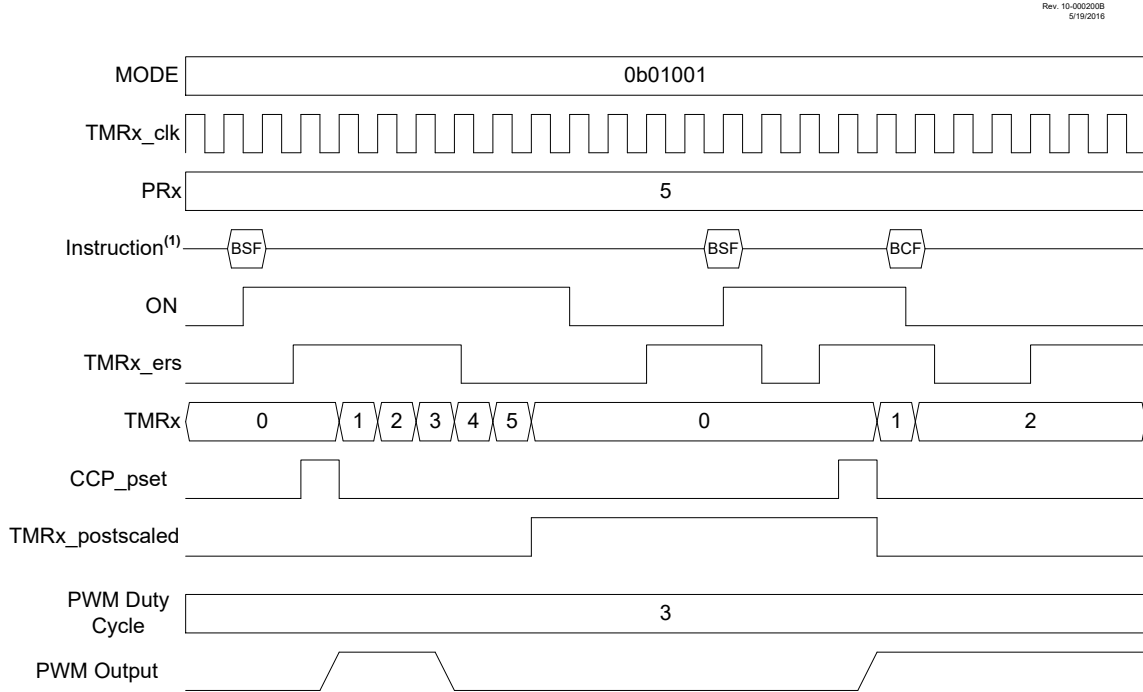 Rev. 10-000200B
5/19/2016
MODE 0b01001
TMRx_clk
PRx 5
Instruction(1) BSF BSF BCF
ON
TMRx_ers
TMRx 0 1 2 3 4 5 0 1 2
CCP_pset
TMRx_postscaled
PWM Duty
Cycle 3
PWM Output